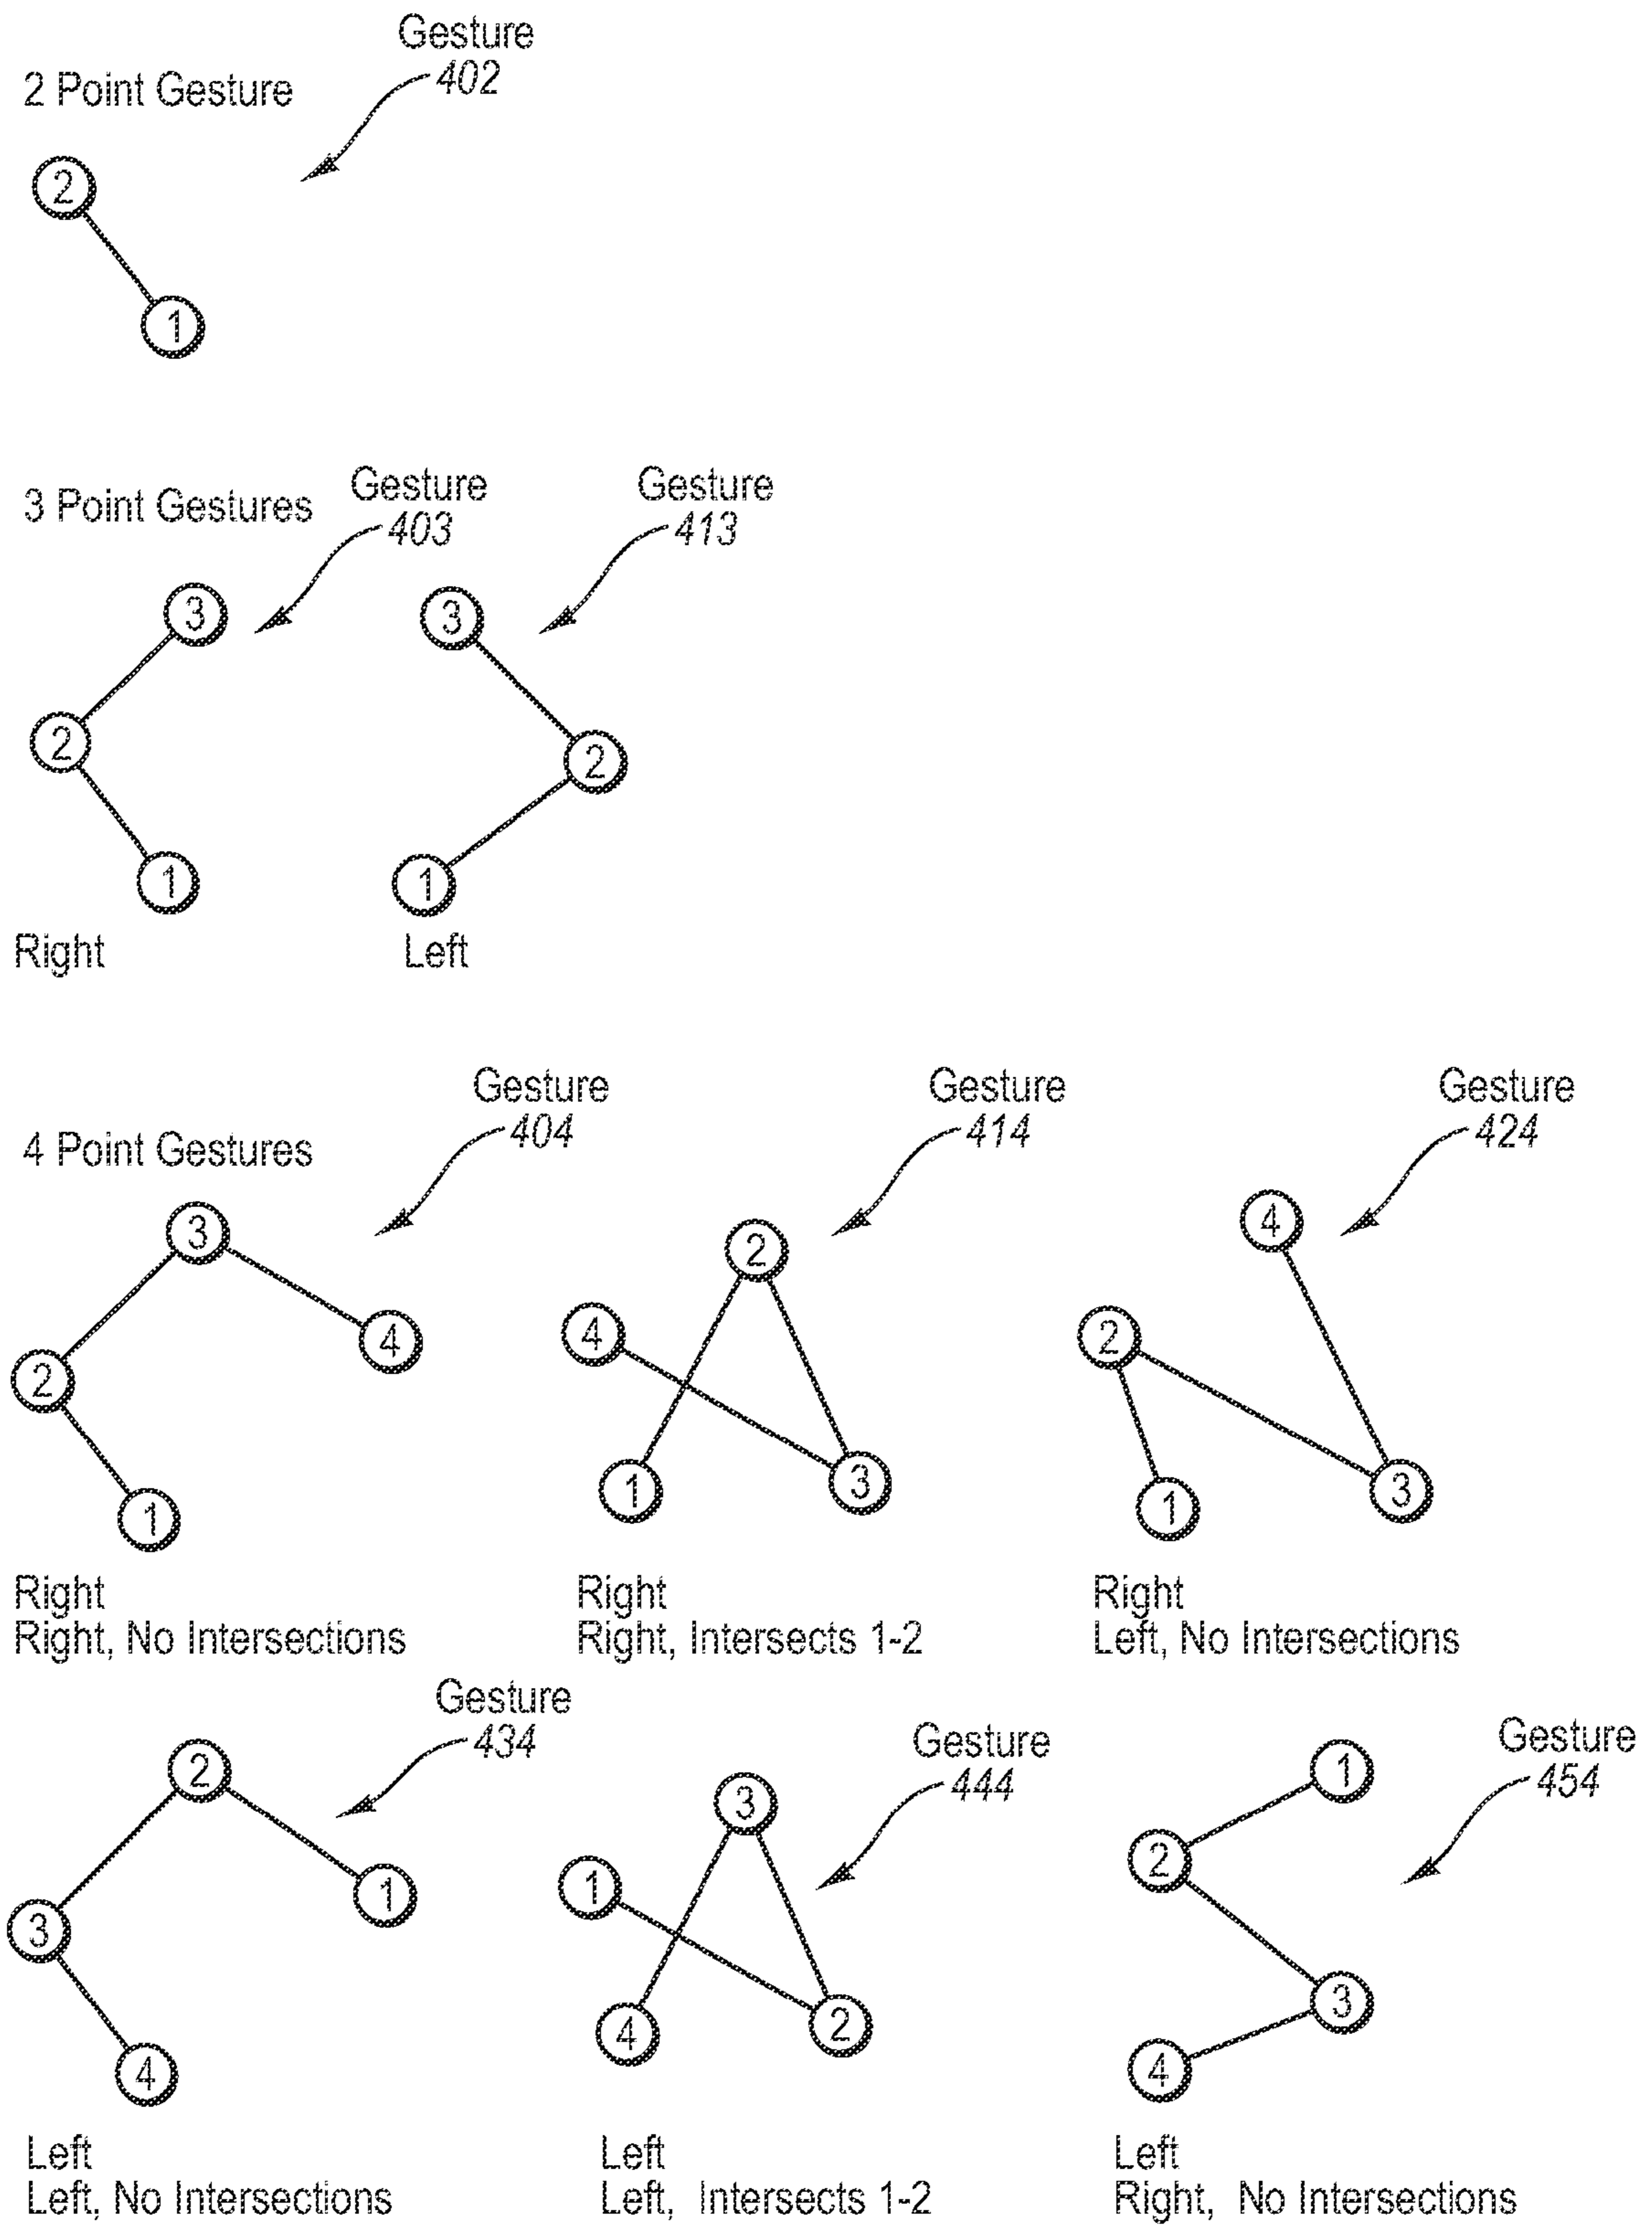 Gesture
402
2 Point Gesture
2
1
3 Point Gestures
Gesture
403
Gesture
413
3
2
1
Right
3
2
1
Left
4 Point Gestures
Gesture
404
Gesture
414
Gesture
424
3
4
2
1
Right
Right, No Intersections
2
4
1
3
Right
Right, Intersects 1-2
4
2
3
1
Right
Left, No Intersections
Gesture
434
Gesture
444
Gesture
454
2
1
3
4
Left
Left, No Intersections
3
1
4
2
Left
Left, Intersects 1-2
1
2
3
4
Left
Right, No Intersections